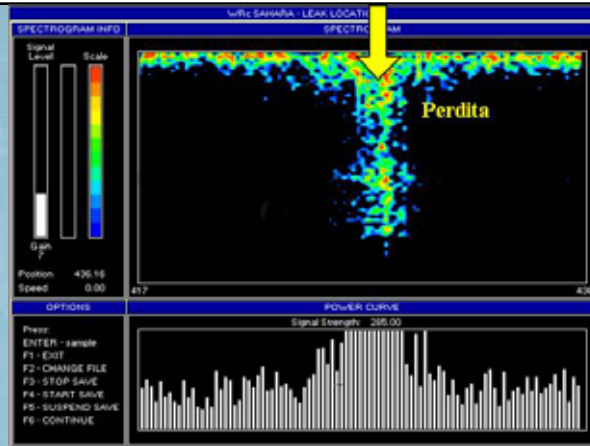 WRc SAHARA - LEAK LOCATION
SPECTROGRAM INFO
SPECTROGRAM
Signal
Level
Scale
Perdita
Gain
7
Position 436.16
Speed 0.00
417
OPTIONS
POWER CURVE
Signal Strength: 285.00
Press:
ENTER - sample
F1 - EXIT
F2 - CHANGE FILE
F3 - STOP SAVE
F4 - START SAVE
F5 - SUSPEND SAVE
F6 - CONTINUE